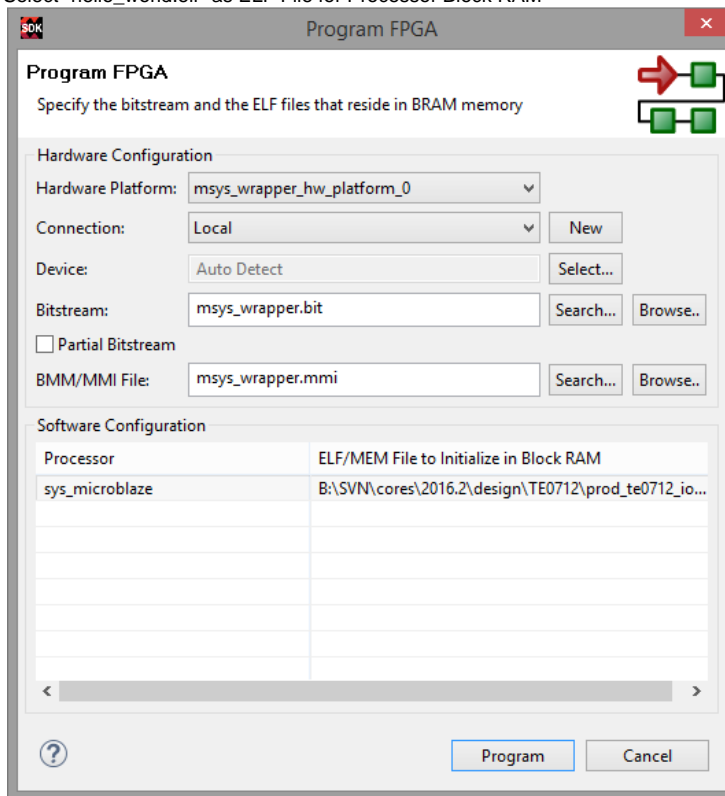 SDK Program FPGA
Program FPGA
Specify the bitstream and the ELF files that reside in BRAM memory
Hardware Configuration
Hardware Platform: msys_wrapper_hw_platform_0
Connection: Local New
Device: Auto Detect Select...
Bitstream: msys_wrapper.bit Search... Browse..
Partial Bitstream
BMM/MMI File: msys_wrapper.mmi Search... Browse..
Software Configuration
Processor ELF/MEM File to Initialize in Block RAM
sys_microblaze B:\SVN\cores\2016.2\design\TE0712\prod_te0712_io...
? Program Cancel